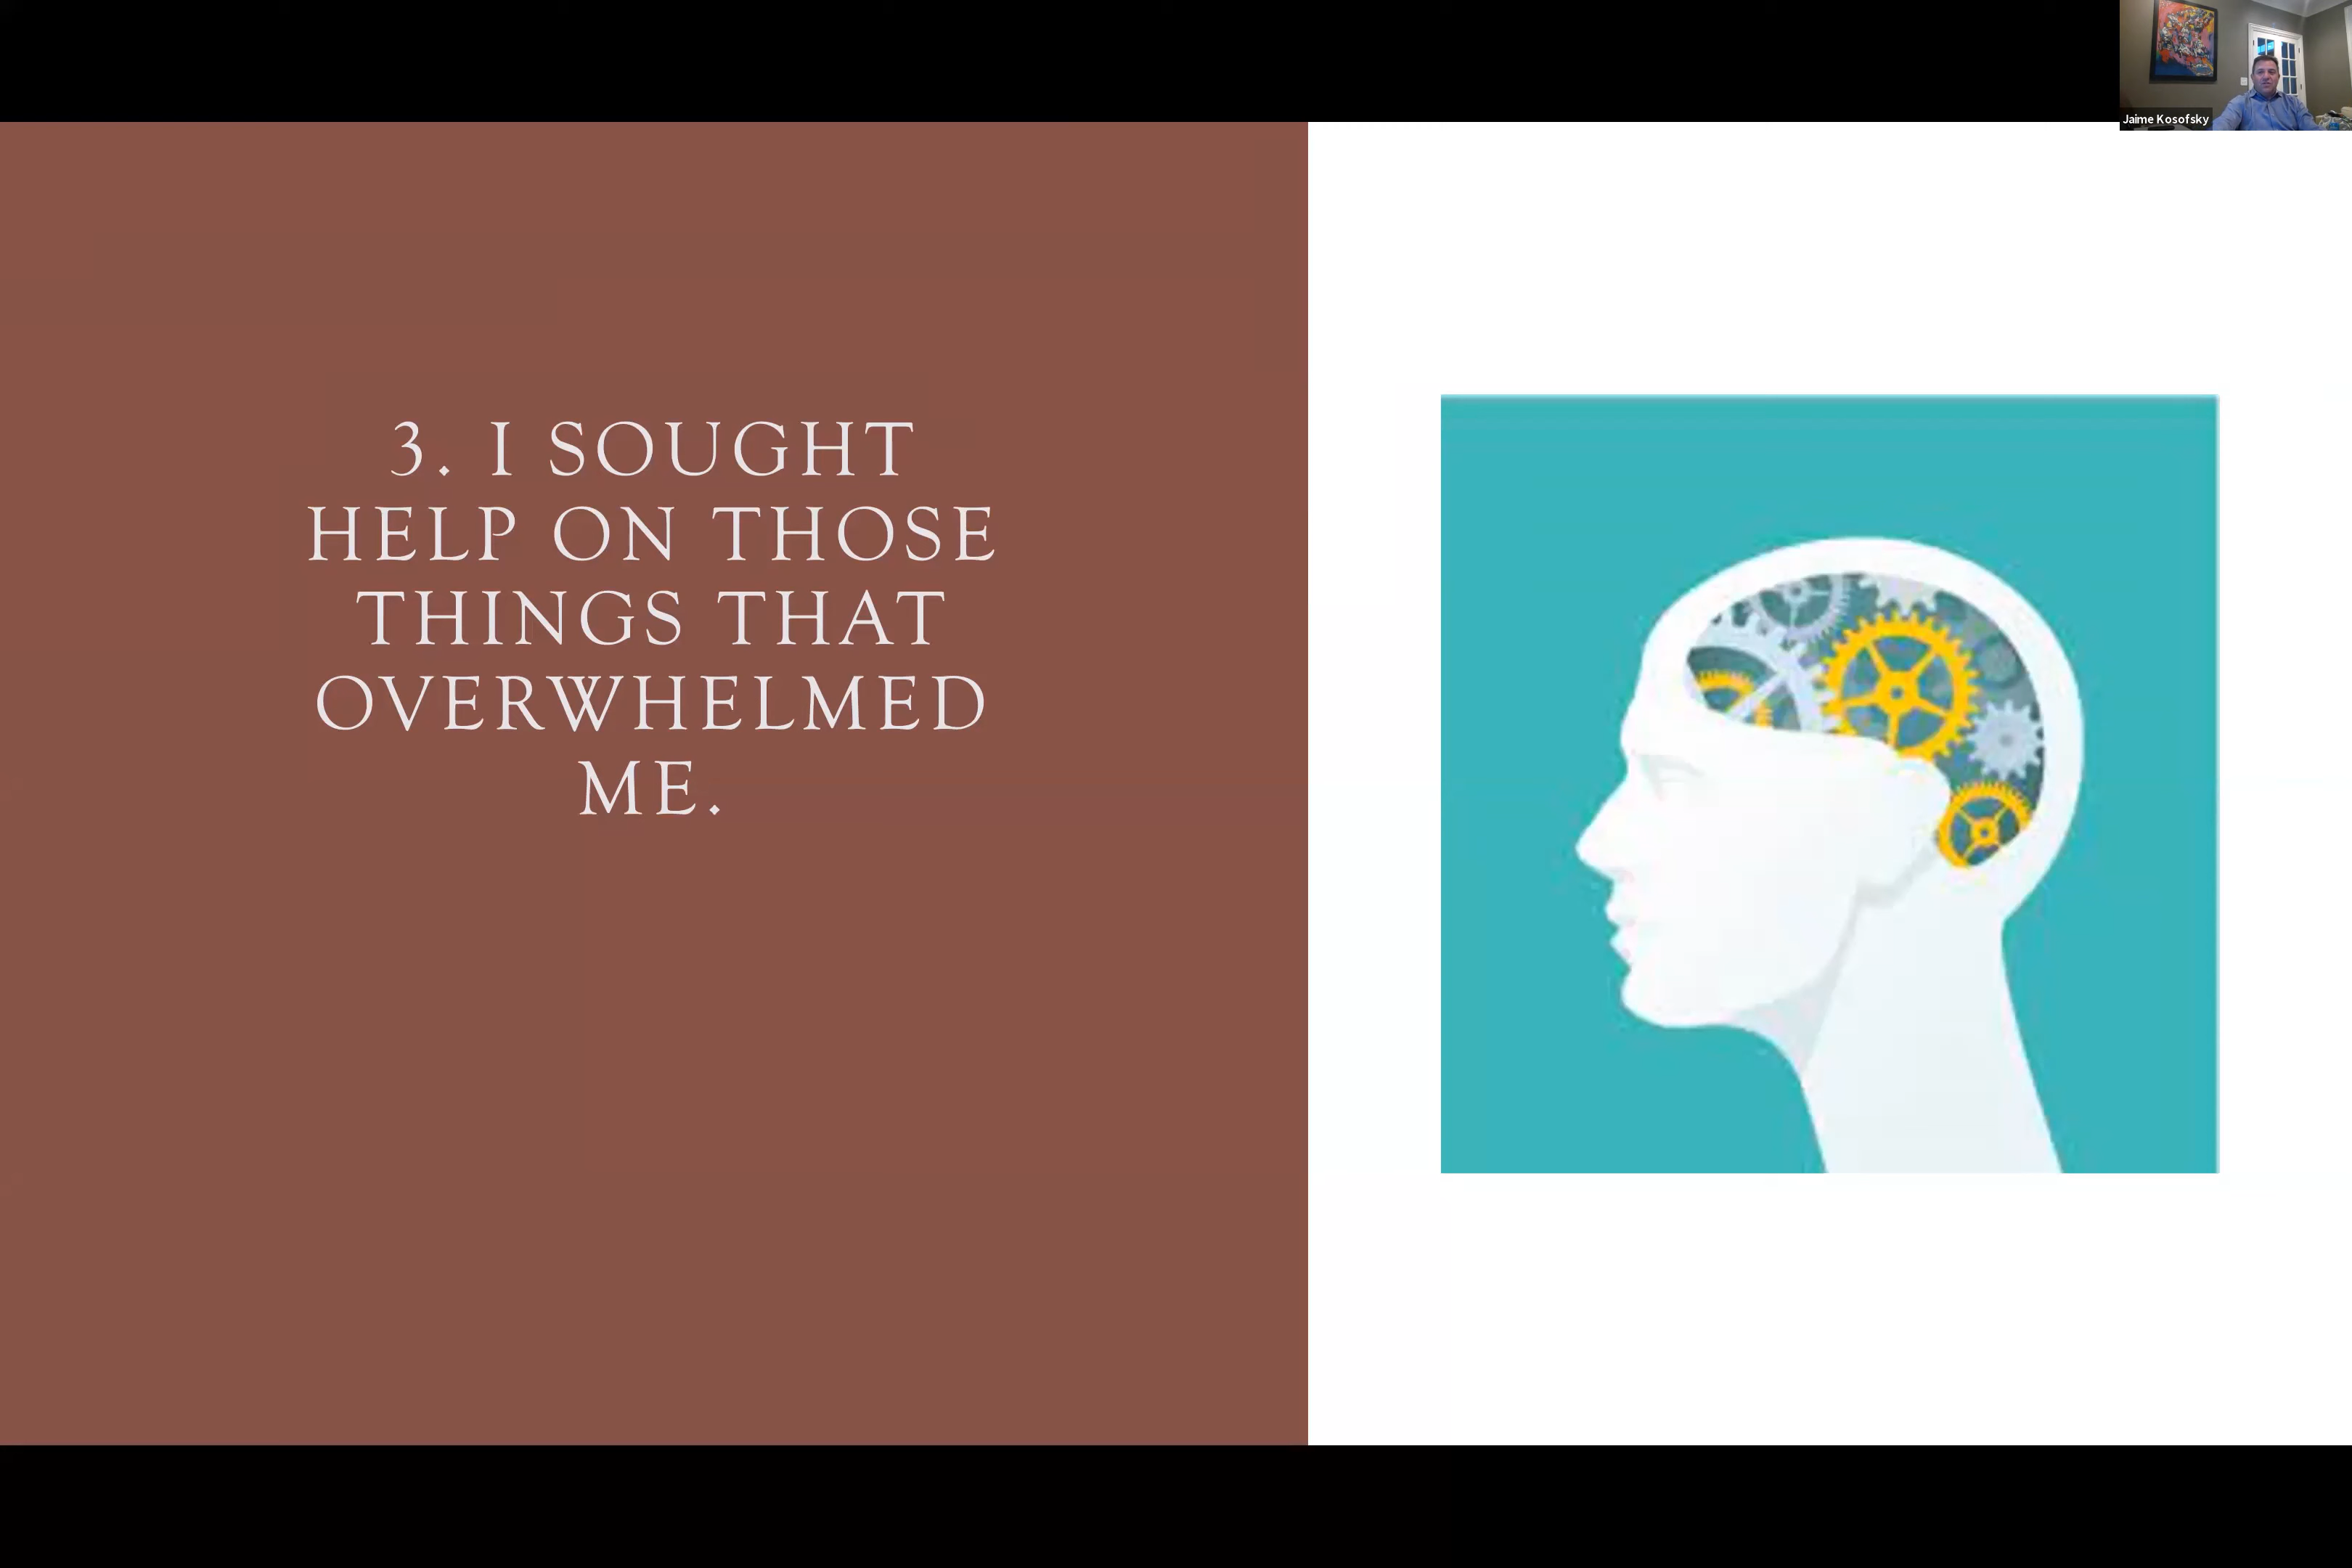 Jaime Kosofsky
3. I SOUGHT
HELP ON THOSE
THINGS THAT
OVERWHELMED
ME.